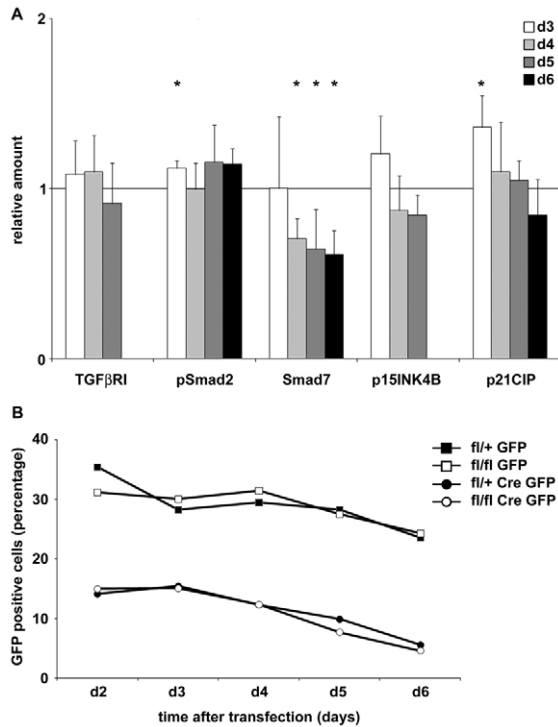 A
2
d3
d4
d5
d6
* * * * *
relative amount
1
0
TGFβRI pSmad2 Smad7 p15INK4B p21CIP
B
40
fl/+ GFP
fl/fl GFP
fl/+ Cre GFP
fl/fl Cre GFP
GFP positive cells (percentage)
30
20
10
0
d2 d3 d4 d5 d6
time after transfection (days)